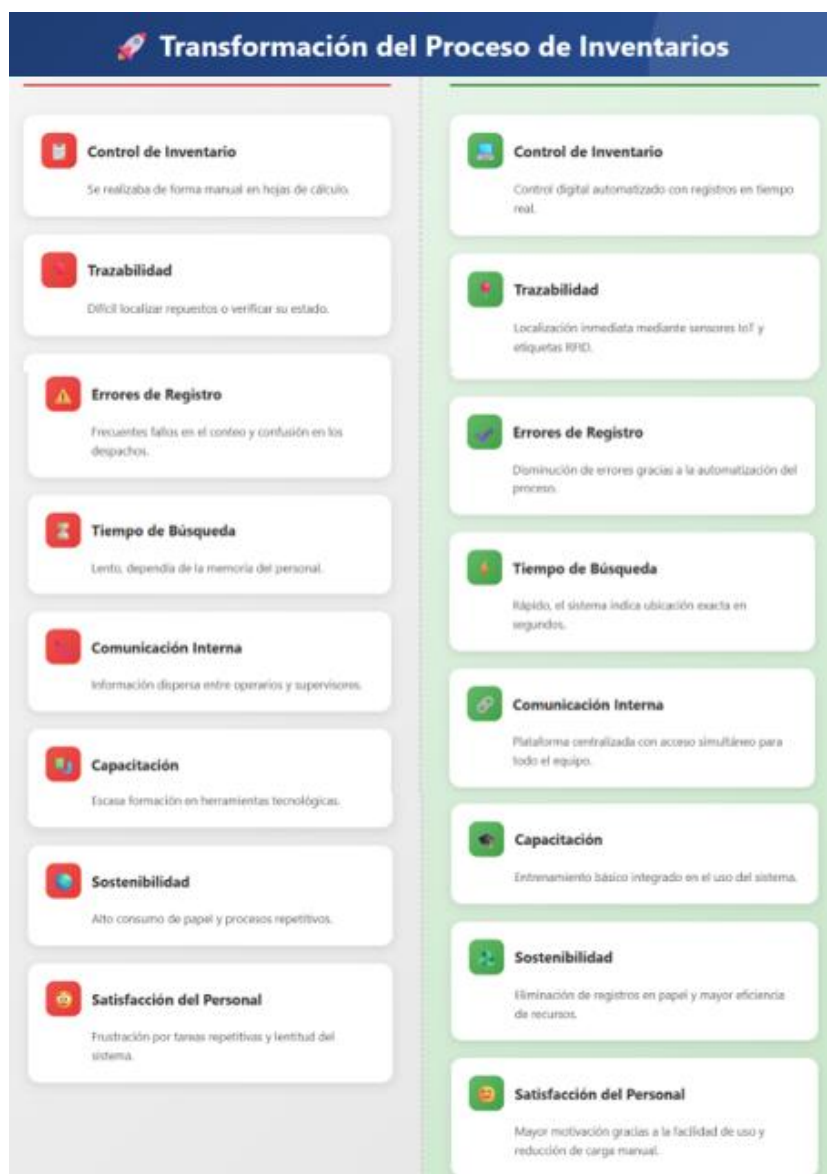 Transformación del Proceso de Inventarios
Control de Inventario
Se realizaba de forma manual en hojas de cálculo.
Trazabilidad
Difícil localizar repuestos o verificar su estado.
Errores de Registro
Frecuentes fallos en el conteo y confusión en los
despachos.
Tiempo de Búsqueda
Lento, dependía de la memoria del personal.
Comunicación Interna
Información dispersa entre operarios y supervisores.
Capacitación
Escasa formación en herramientas tecnológicas.
Sostenibilidad
Alto consumo de papel y procesos repetitivos.
Satisfacción del Personal
Frustración por tareas repetitivas y lentitud del
sistema.
Control de Inventario
Control digital automatizado con registros en tiempo
real.
Trazabilidad
Localización inmediata mediante sensores IoT y
etiquetas RFID.
Errores de Registro
Disminución de errores gracias a la automatización del
proceso.
Tiempo de Búsqueda
Rápido, el sistema indica ubicación exacta en
segundos.
Comunicación Interna
Plataforma centralizada con acceso simultáneo para
todo el equipo.
Capacitación
Entrenamiento básico integrado en el uso del sistema.
Sostenibilidad
Eliminación de registros en papel y mayor eficiencia
de recursos.
Satisfacción del Personal
Mayor motivación gracias a la facilidad de uso y
reducción de carga manual.